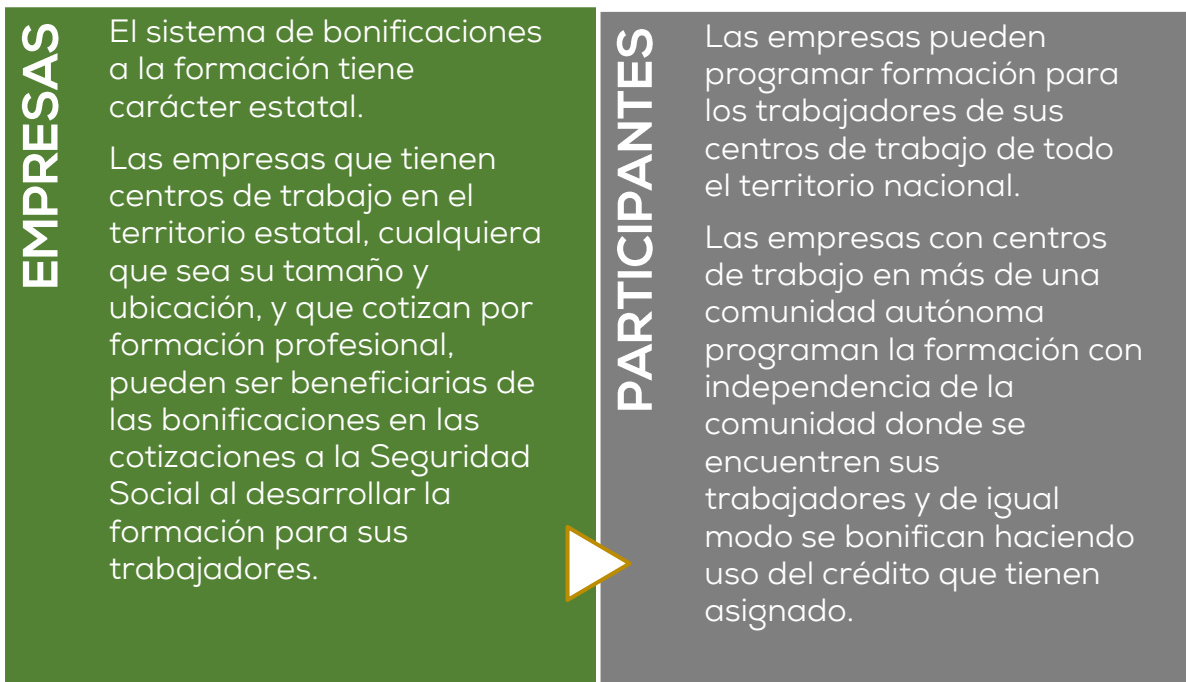 EMPRESAS
El sistema de bonificaciones
a la formación tiene
carácter estatal.
Las empresas que tienen
centros de trabajo en el
territorio estatal, cualquiera
que sea su tamaño y
ubicación, y que cotizan por
formación profesional,
pueden ser beneficiarias de
las bonificaciones en las
cotizaciones a la Seguridad
Social al desarrollar la
formación para sus
trabajadores.
PARTICIPANTES
Las empresas pueden
programar formación para
los trabajadores de sus
centros de trabajo de todo
el territorio nacional.
Las empresas con centros
de trabajo en más de una
comunidad autónoma
programan la formación con
independencia de la
comunidad donde se
encuentren sus
trabajadores y de igual
modo se bonifican haciendo
uso del crédito que tienen
asignado.